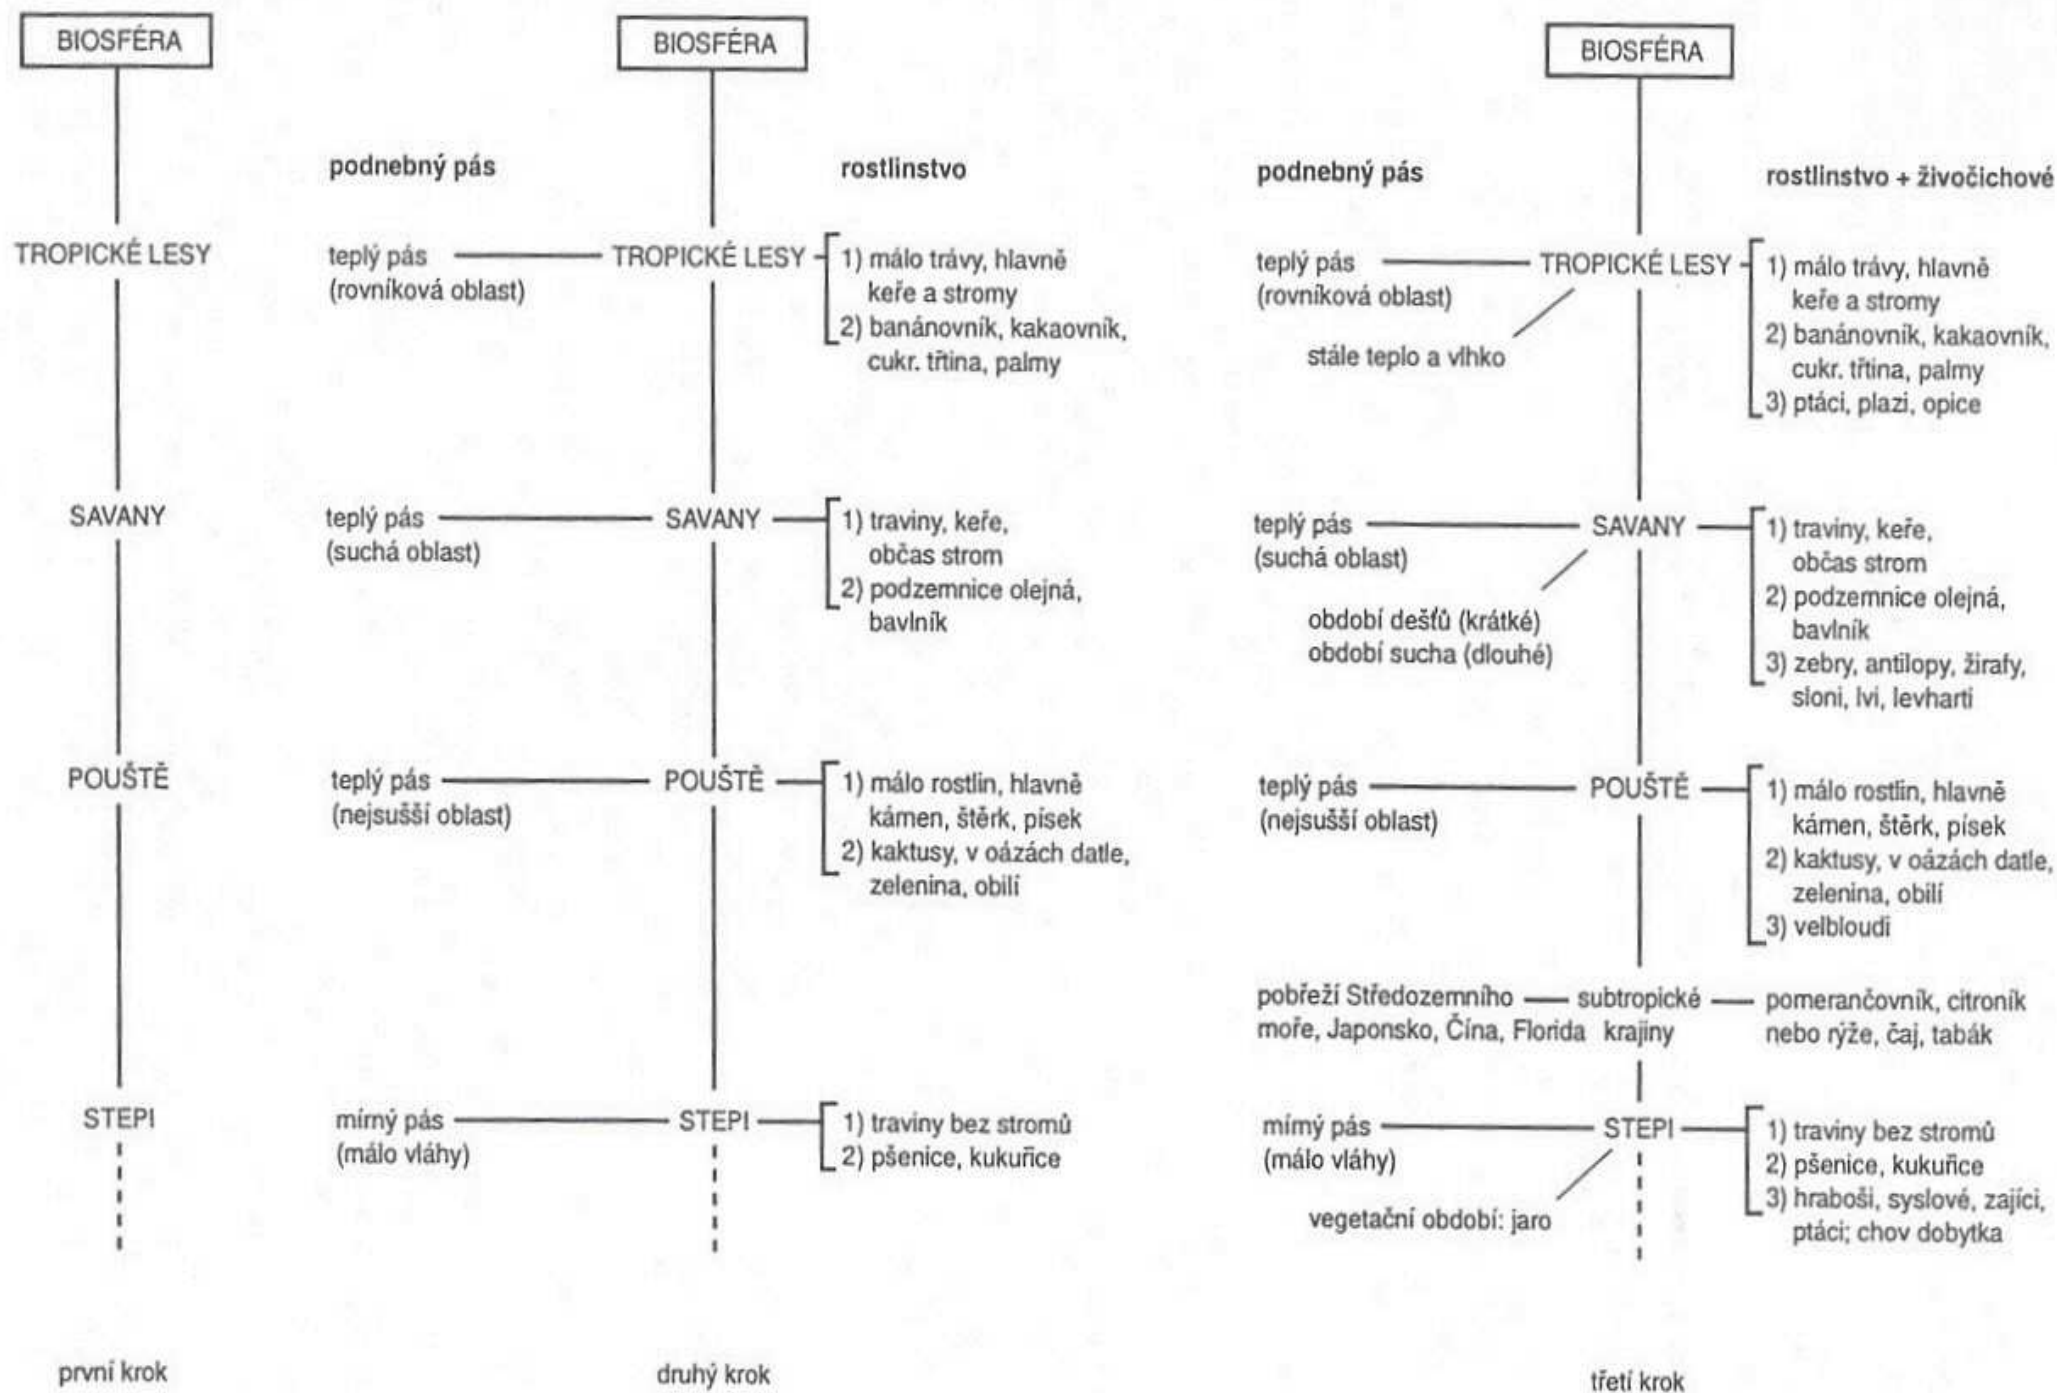 BIOSFÉRA
TROPICKÉ LESY
SAVANY
POUŠTĚ
STEPI
první krok
BIOSFÉRA
podnebný pás
rostlinstvo
teplý pás
(rovníková oblast)
TROPICKÉ LESY
1) málo trávy, hlavně
keře a stromy
2) banánovník, kakaovník,
cukr. třtina, palmy
teplý pás
(suchá oblast)
SAVANY
1) traviny, keře,
občas strom
2) podzemnice olejná,
bavlník
teplý pás
(nejsušší oblast)
POUŠTĚ
1) málo rostlin, hlavně
kámen, štěrk, písek
2) kaktusy, v oázách datle,
zelenina, obilí
mírný pás
(málo vláhy)
STEPI
1) traviny bez stromů
2) pšenice, kukuřice
druhý krok
BIOSFÉRA
podnebný pás
rostlinstvo + živočichové
teplý pás
(rovníková oblast)
TROPICKÉ LESY
stále teplo a vlhko
1) málo trávy, hlavně
keře a stromy
2) banánovník, kakaovník,
cukr. třtina, palmy
3) ptáci, plazi, opice
teplý pás
(suchá oblast)
SAVANY
období dešťů (krátké)
období sucha (dlouhé)
1) traviny, keře,
občas strom
2) podzemnice olejná,
bavlník
3) zebry, antilopy, žirafy,
sloni, lvi, levharti
teplý pás
(nejsušší oblast)
POUŠTĚ
1) málo rostlin, hlavně
kámen, štěrk, písek
2) kaktusy, v oázách datle,
zelenina, obilí
3) velbloudi
pobřeží Středozemního
moře, Japonsko, Čína, Florida
subtropické
krajiny
pomerančovník, citroník
nebo rýže, čaj, tabák
mírný pás
(málo vláhy)
STEPI
vegetační období: jaro
1) traviny bez stromů
2) pšenice, kukuřice
3) hraboši, syslové, zajíci,
ptáci; chov dobytka
třetí krok